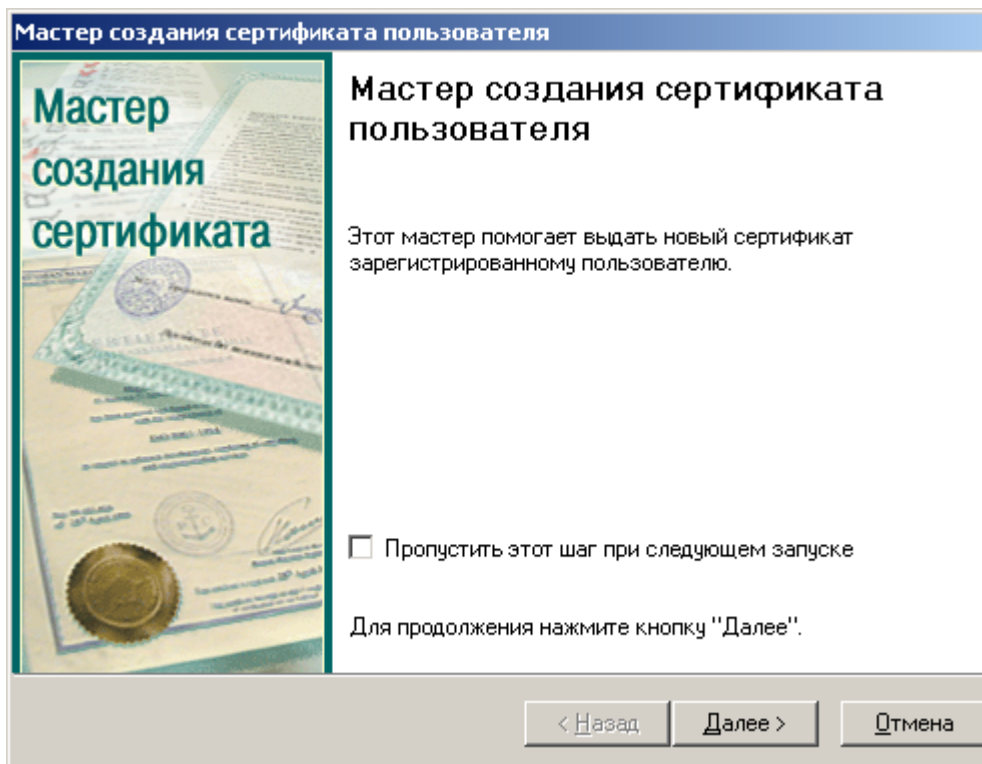 Мастер создания сертификата пользователя
Мастер
создания
сертификата
Мастер создания сертификата
пользователя
Этот мастер помогает выдать новый сертификат
зарегистрированному пользователю.
Пропустить этот шаг при следующем запуске
Для продолжения нажмите кнопку "Далее".
< Назад
Далее >
Отмена